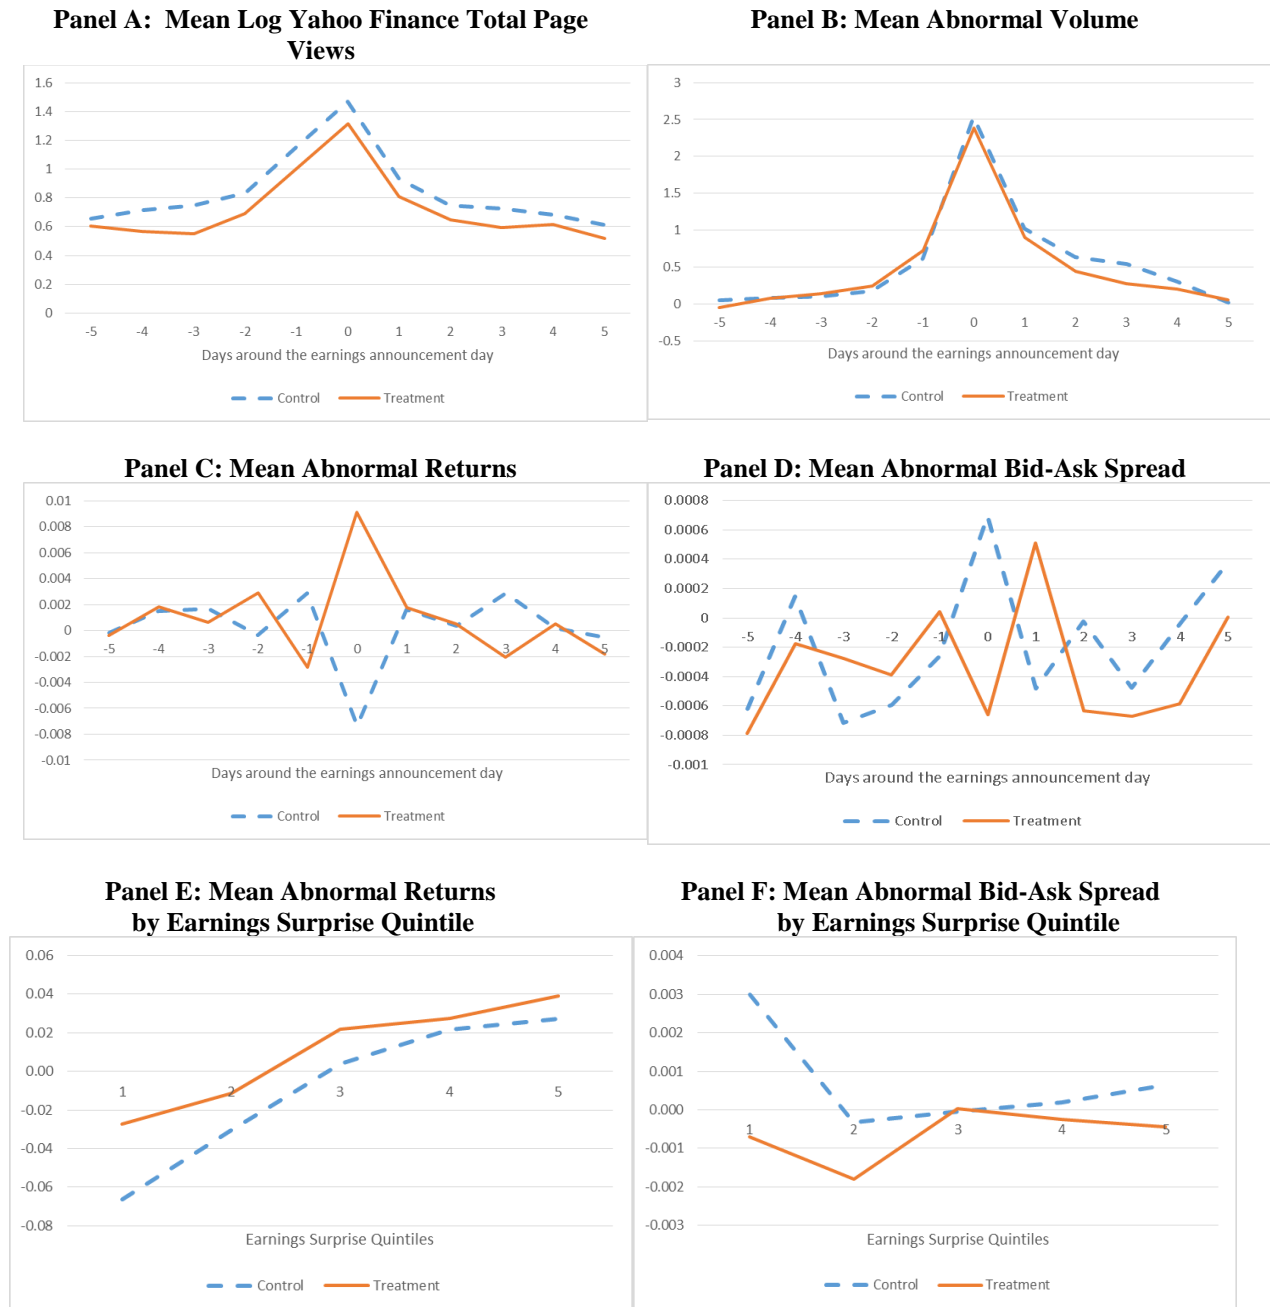 Panel A: Mean Log Yahoo Finance Total Page
Views
1.6
1.4
1.2
1
0.8
0.6
0.4
0.2
0
-5 -4 -3 -2 -1 0 1 2 3 4 5
Days around the earnings announcement day
Control Treatment
Panel B: Mean Abnormal Volume
3
2.5
2
1.5
1
0.5
0
-0.5
-5 -4 -3 -2 -1 0 1 2 3 4 5
Days around the earnings announcement day
Control Treatment
Panel C: Mean Abnormal Returns
0.01
0.008
0.006
0.004
0.002
0
-0.002
-0.004
-0.006
-0.008
-0.01
-5 -4 -3 -2 -1 0 1 2 3 4 5
Days around the earnings announcement day
Control Treatment
Panel D: Mean Abnormal Bid-Ask Spread
0.0008
0.0006
0.0004
0.0002
0
-0.0002
-0.0004
-0.0006
-0.0008
-0.001
-5 -4 -3 -2 -1 0 1 2 3 4 5
Days around the earnings announcement day
Control Treatment
Panel E: Mean Abnormal Returns
by Earnings Surprise Quintile
0.06
0.04
0.02
0.00
-0.02
-0.04
-0.06
-0.08
1 2 3 4 5
Earnings Surprise Quintiles
Control Treatment
Panel F: Mean Abnormal Bid-Ask Spread
by Earnings Surprise Quintile
0.004
0.003
0.002
0.001
0.000
-0.001
-0.002
-0.003
1 2 3 4 5
Earnings Surprise Quintiles
Control Treatment